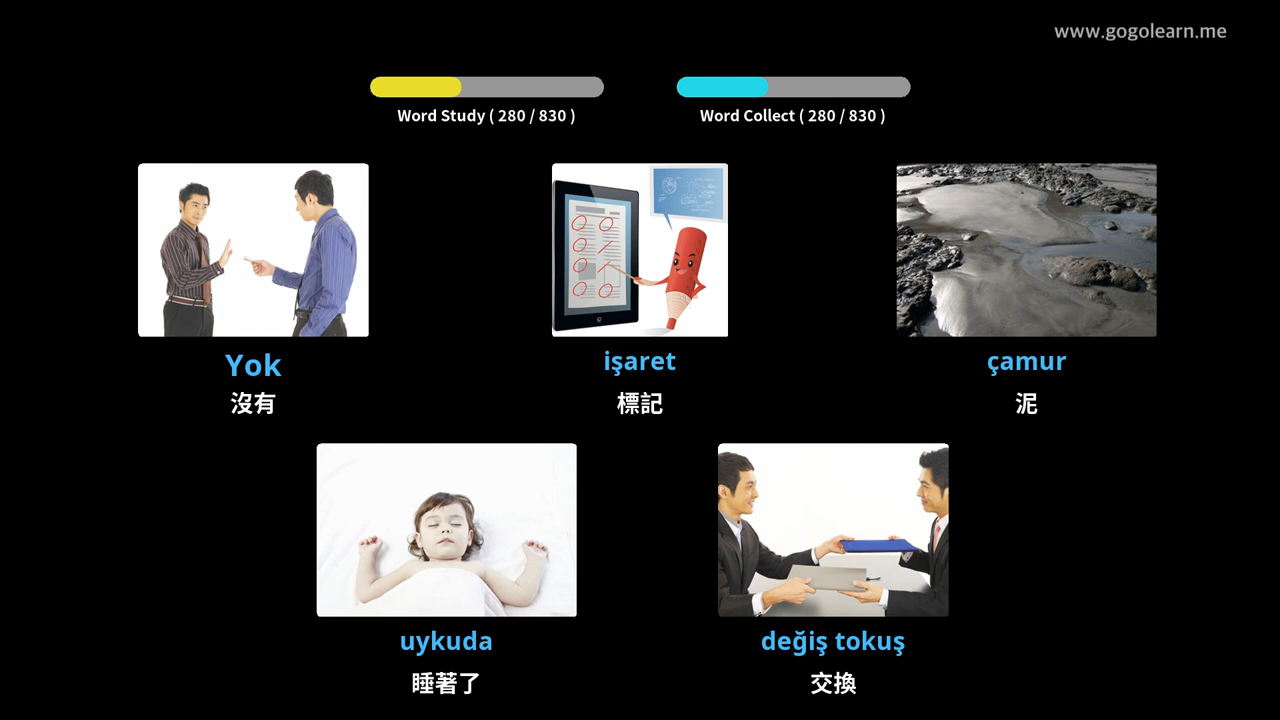 www.gogolearn.me
Word Study ( 280 / 830 )
Word Collect ( 280 / 830 )
Yok
沒有
işaret
標記
çamur
泥
uykuda
睡著了
değiş tokuş
交換